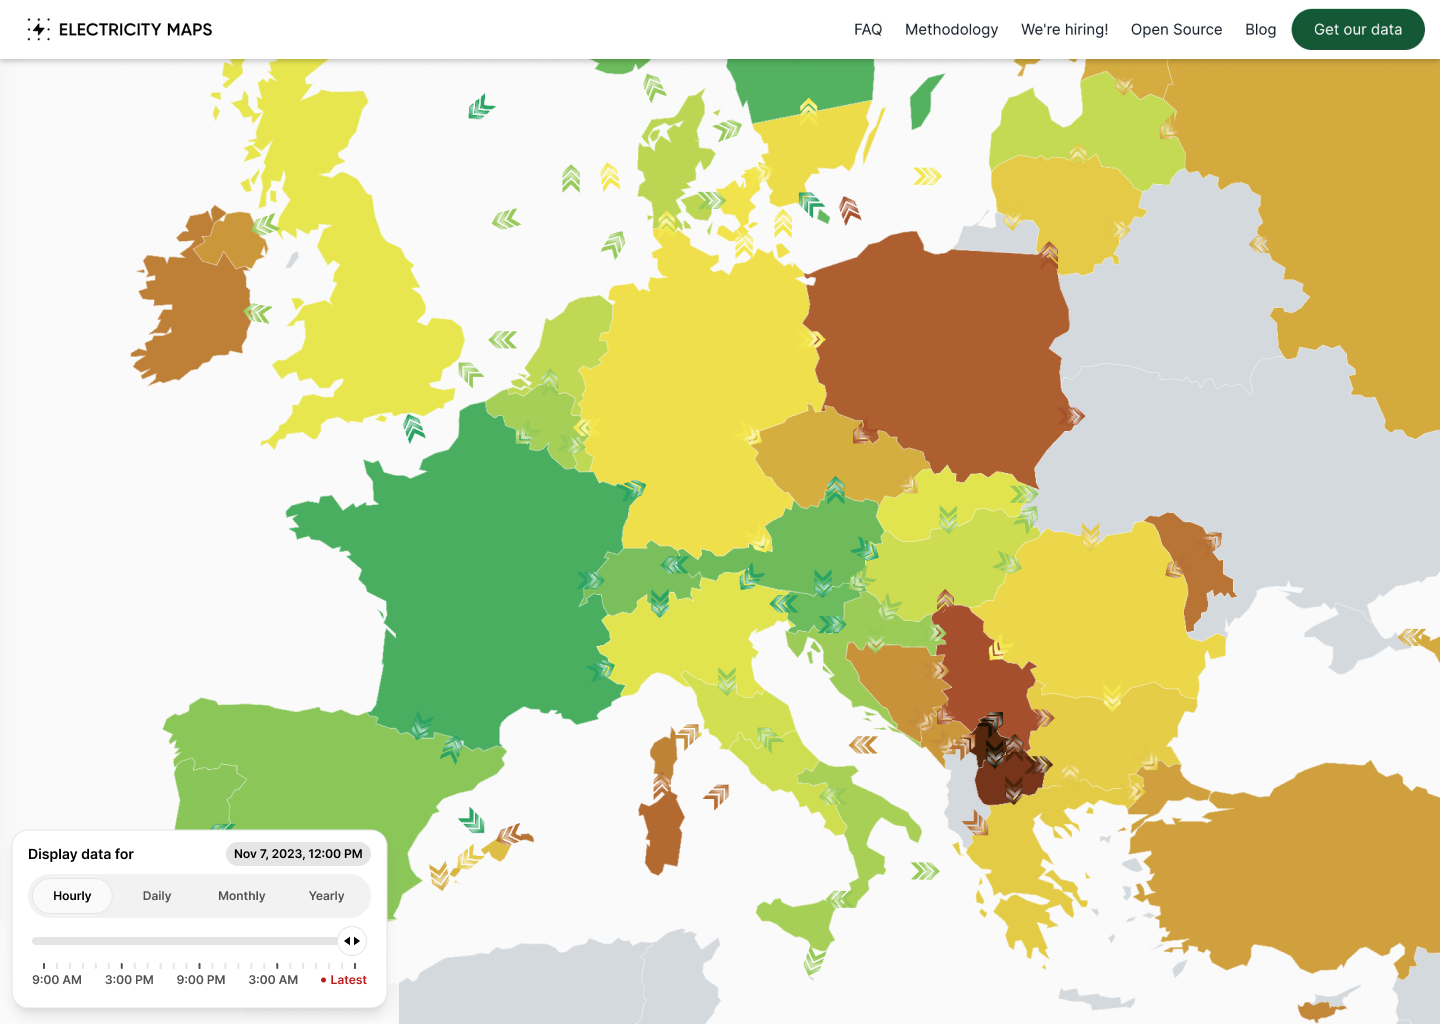 ELECTRICITY MAPS
FAQ Methodology We're hiring! Open Source Blog Get our data
Display data for Nov 7, 2023, 12:00 PM
Hourly Daily Monthly Yearly
9:00 AM 3:00 PM 9:00 PM 3:00 AM Latest